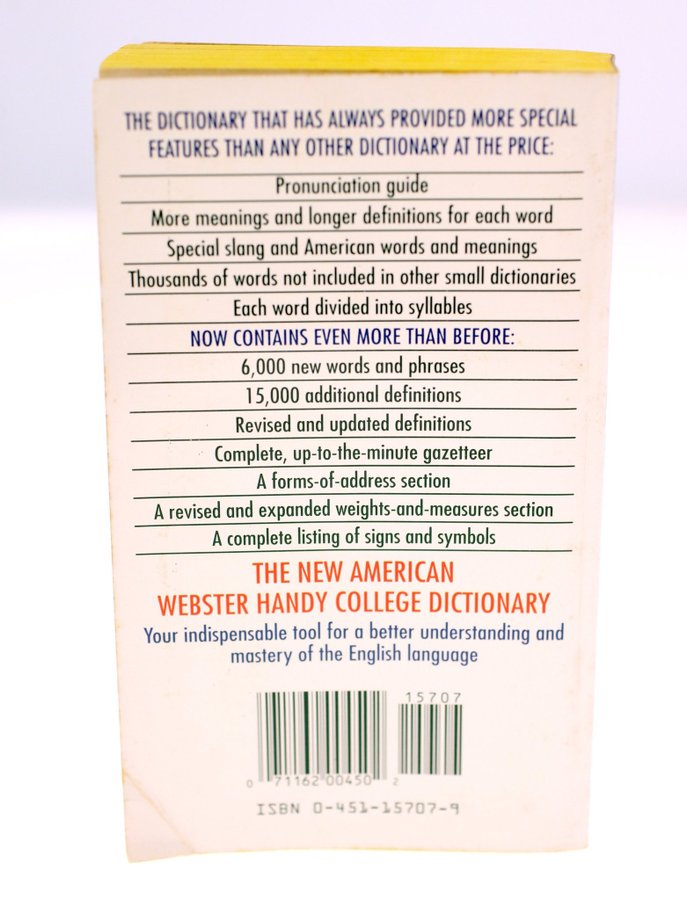 THE DICTIONARY THAT HAS ALWAYS PROVIDED MORE SPECIAL
FEATURES THAN ANY OTHER DICTIONARY AT THE PRICE:
Pronunciation guide
More meanings and longer definitions for each word
Special slang and American words and meanings
Thousands of words not included in other small dictionaries
Each word divided into syllables
NOW CONTAINS EVEN MORE THAN BEFORE:
6,000 new words and phrases
15,000 additional definitions
Revised and updated definitions
Complete, up-to-the-minute gazetteer
A forms-of-address section
A revised and expanded weights-and-measures section
A complete listing of signs and symbols
THE NEW AMERICAN
WEBSTER HANDY COLLEGE DICTIONARY
Your indispensable tool for a better understanding and
mastery of the English language
15707
0 71162 00450 2
ISBN 0-451-15707-9